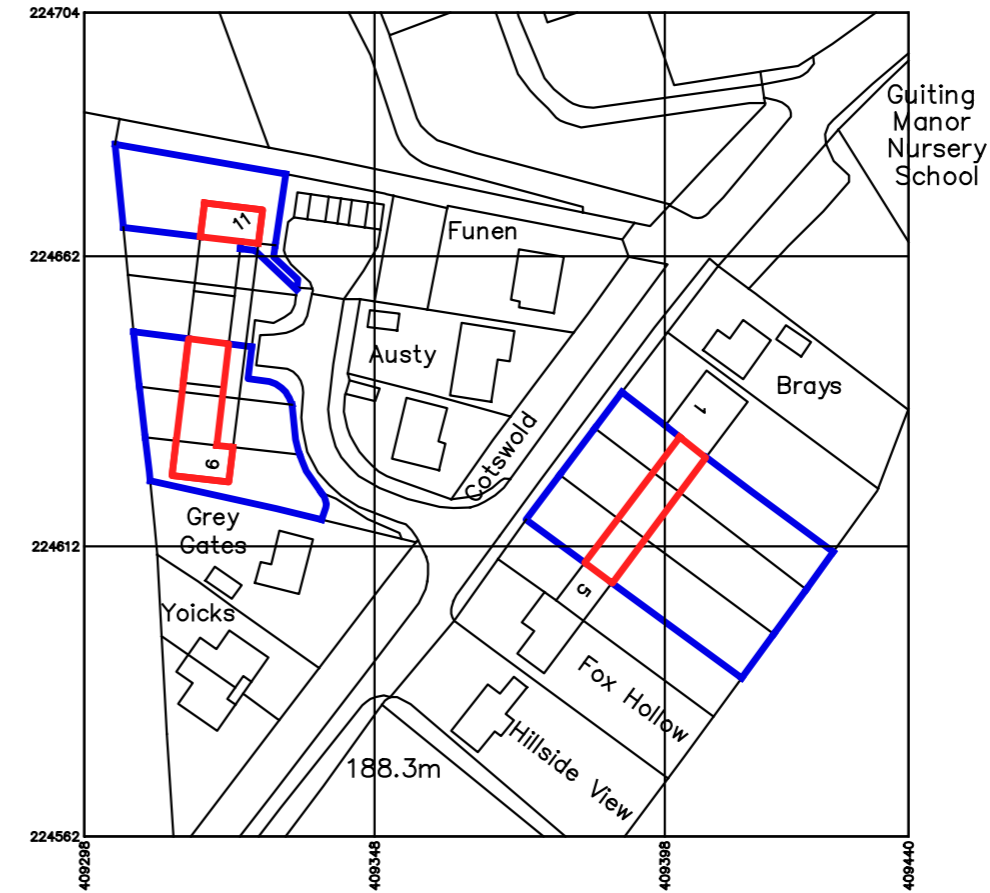 224704
Guiting
Manor
Nursery
School
11
Funen
224662
Austy
Brays
1
Cotswold
6
Grey
Gates
224612
5
Yoicks
Fox Hollow
Hillside View
188.3m
224562
409298
409348
409398
409440